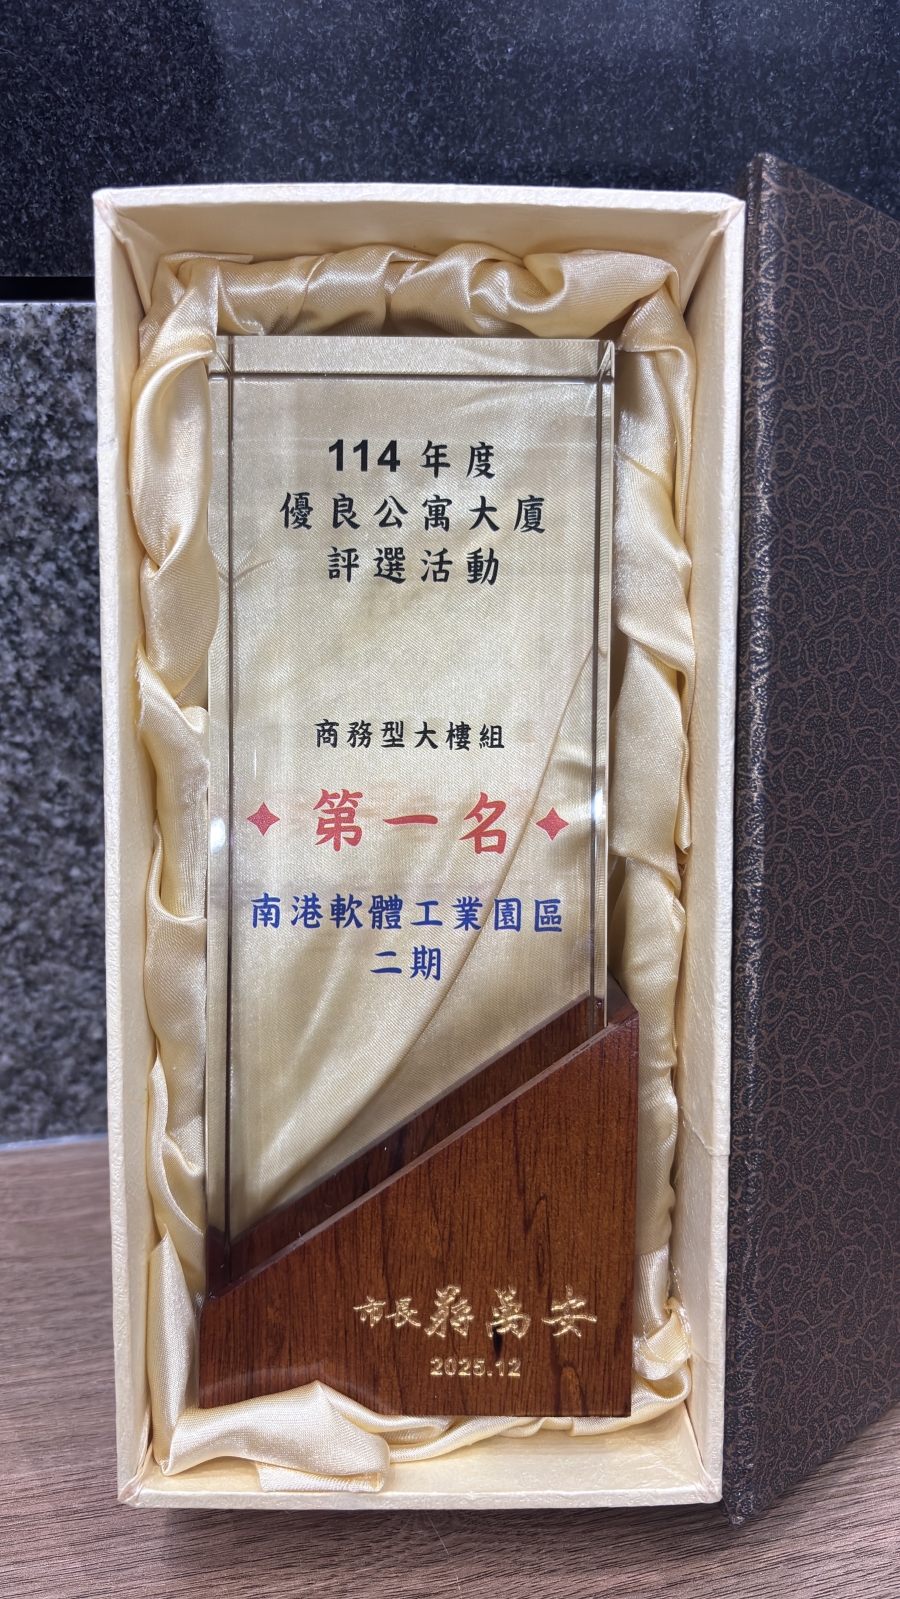 114 年度
優良公寓大廈
評選活動
商務型大樓組
第一名
南港軟體工業園區
二期
市長 蔣萬安
2025.12